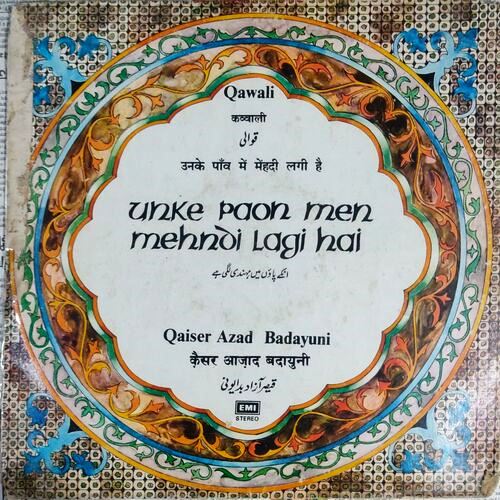 Qawali
कव्वाली
قوالی
उनके पाँव में मेंहदी लगी है
unke paon men
mehndi lagi hai
انکے پاؤں میں مہندی لگی ہے
Qaiser Azad Badayuni
क़ैसर आज़ाद बदायुनी
قیصر آزاد بدایونی
EMI
STEREO